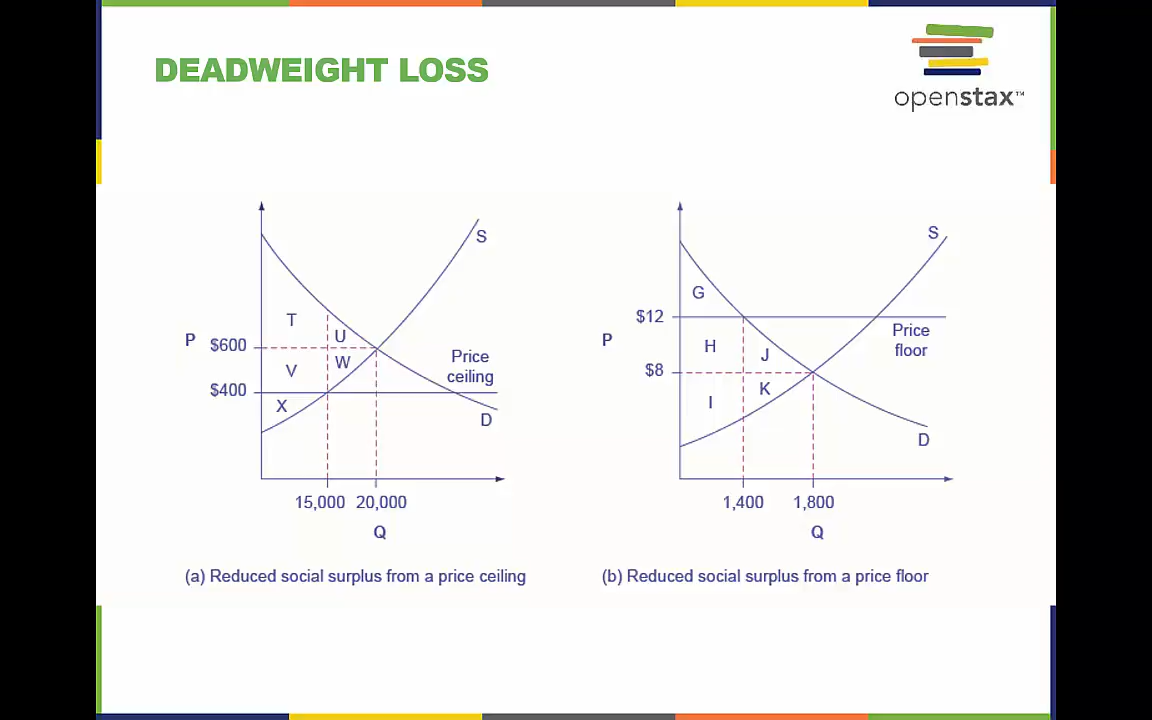 DEADWEIGHT LOSS
openstax™
S
T
U
P
$600
W
V
Price
ceiling
$400
X
D
15,000
20,000
Q
(a) Reduced social surplus from a price ceiling
S
G
$12
Price
floor
P
H
J
$8
K
I
D
1,400
1,800
Q
(b) Reduced social surplus from a price floor